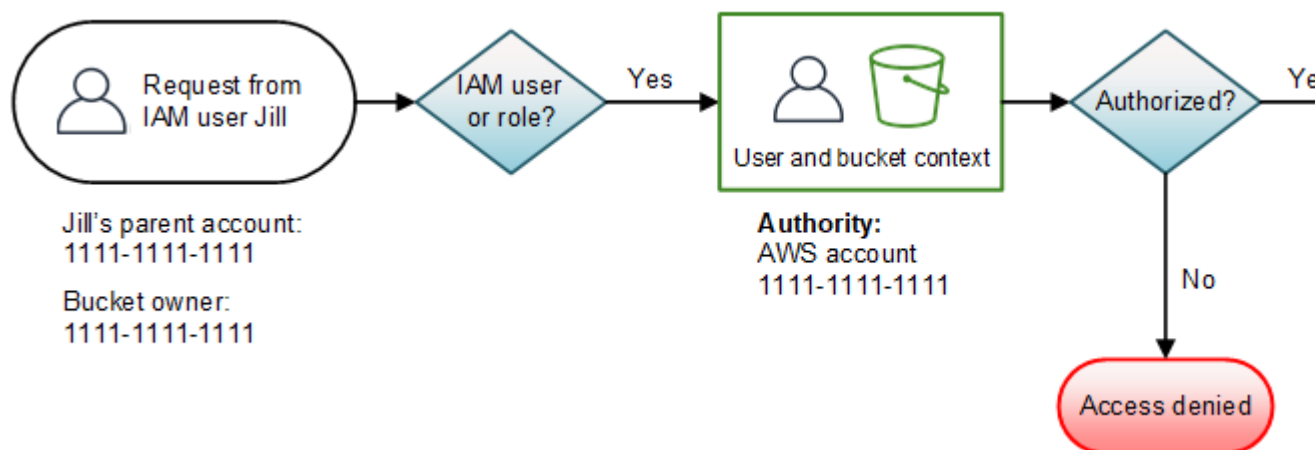 Request from
IAM user Jill
IAM user
or role?
Yes
User and bucket context
Authorized?
Ye
Jill's parent account:
1111-1111-1111
Bucket owner:
1111-1111-1111
Authority:
AWS account
1111-1111-1111
No
Access denied